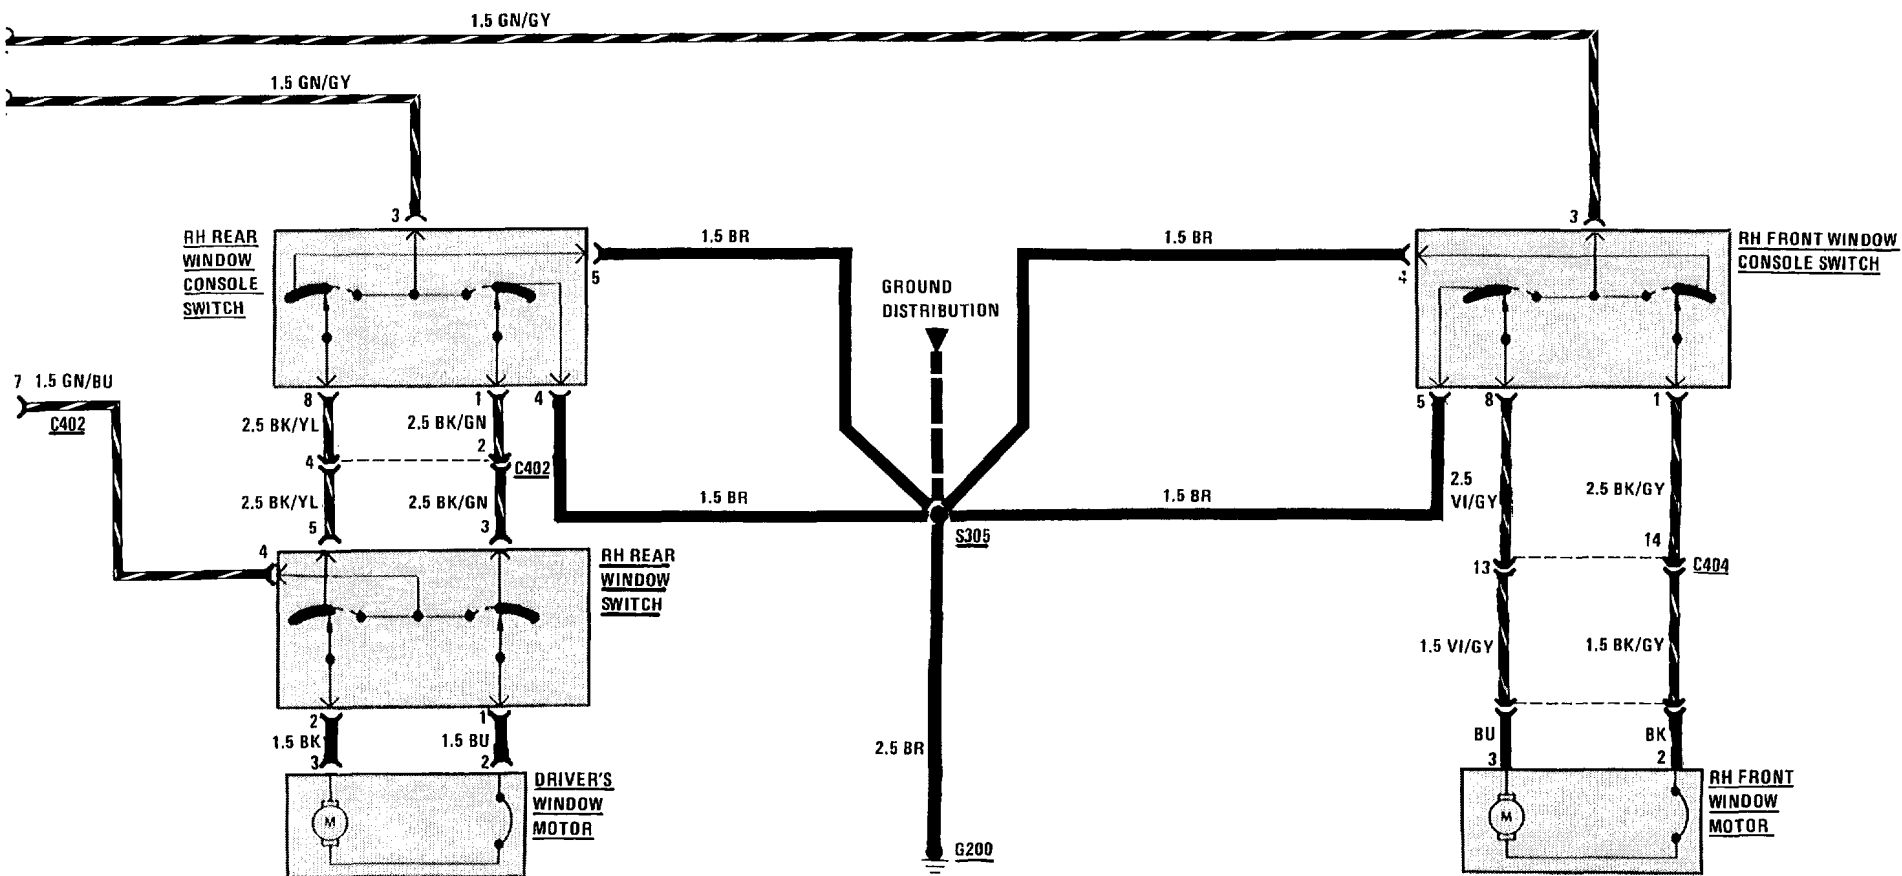 1.5 GN/GY
1.5 GN/GY
3
RH REAR
WINDOW
CONSOLE
SWITCH
5
1.5 BR
GROUND
DISTRIBUTION
1.5 BR
4
3
RH FRONT WINDOW
CONSOLE SWITCH
7 1.5 GN/BU
C402
8
1
4
2.5 BK/YL
2.5 BK/GN
2
4
C402
2.5 BK/YL
2.5 BK/GN
5
3
1.5 BR
S305
1.5 BR
5
8
1
2.5
VI/GY
2.5 BK/GY
14
13
C404
4
RH REAR
WINDOW
SWITCH
1.5 VI/GY
1.5 BK/GY
2
1
1.5 BK
1.5 BU
3
2
M
DRIVER'S
WINDOW
MOTOR
2.5 BR
G200
BU
BK
3
2
M
RH FRONT
WINDOW
MOTOR